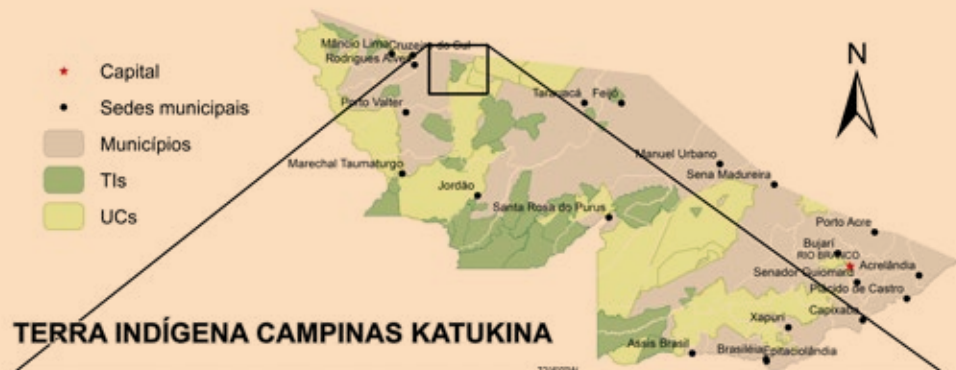 Capital
Sedes municipais
Municípios
TIs
UCs
N
Mâncio Lima
Cruzeiro do Sul
Rodrigues Alves
Porto Valter
Tarauacá
Feijó
Marechal Taumaturgo
Jordão
Manuel Urbano
Sena Madureira
Santa Rosa do Purus
Porto Acre
Bujari
RIO BRANCO
Senador Guiomard
Acrelândia
Plácido de Castro
Capixaba
Xapuri
Assis Brasil
Brasiléia
Epitaciolândia
TERRA INDÍGENA CAMPINAS KATUKINA